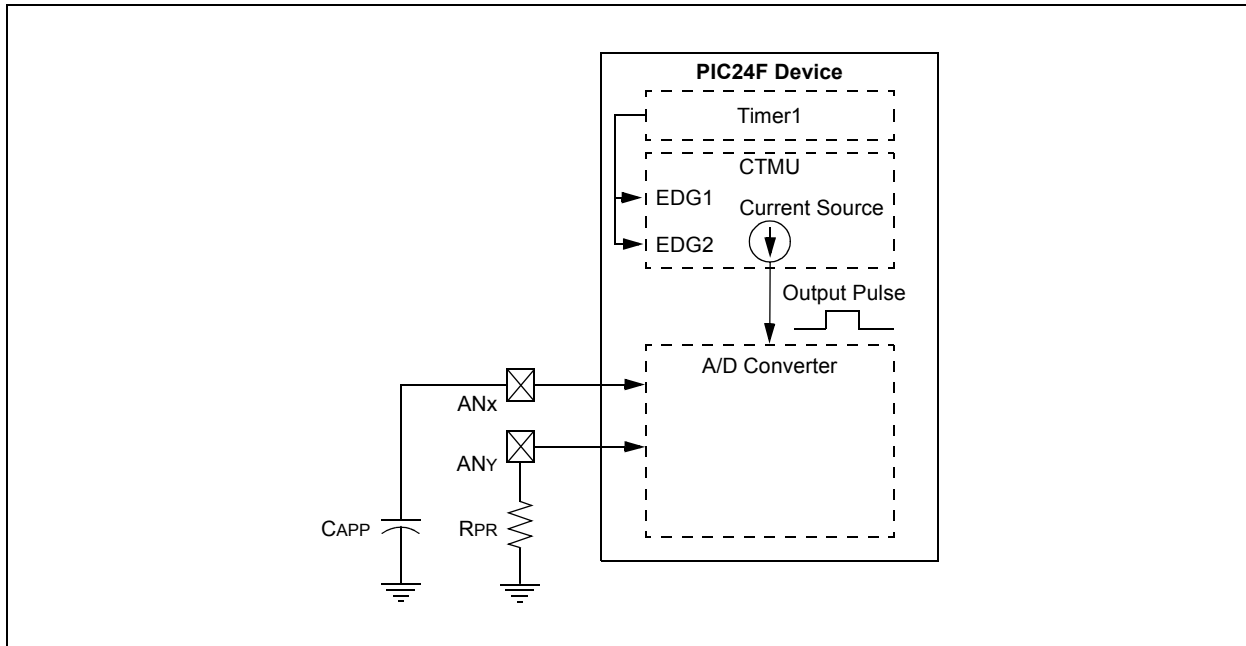 PIC24F Device
Timer1
CTMU
EDG1
Current Source
EDG2
Output Pulse
A/D Converter
ANx
ANY
CAPP
RPR